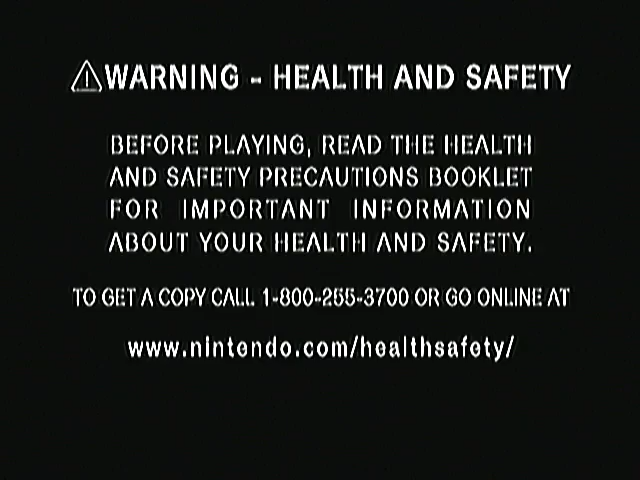 ⚠WARNING - HEALTH AND SAFETY
BEFORE PLAYING, READ THE HEALTH
AND SAFETY PRECAUTIONS BOOKLET
FOR IMPORTANT INFORMATION
ABOUT YOUR HEALTH AND SAFETY.
TO GET A COPY CALL 1-800-255-3700 OR GO ONLINE AT
www.nintendo.com/healthsafety/